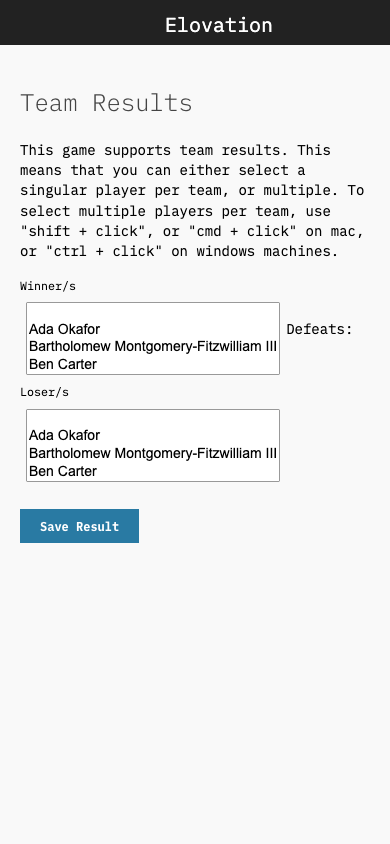 Elovation
Team Results
This game supports team results. This
means that you can either select a
singular player per team, or multiple. To
select multiple players per team, use
"shift + click", or "cmd + click" on mac,
or "ctrl + click" on windows machines.
Winner/s
Ada Okafor
Bartholomew Montgomery-Fitzwilliam III
Ben Carter
Defeats:
Loser/s
Ada Okafor
Bartholomew Montgomery-Fitzwilliam III
Ben Carter
Save Result